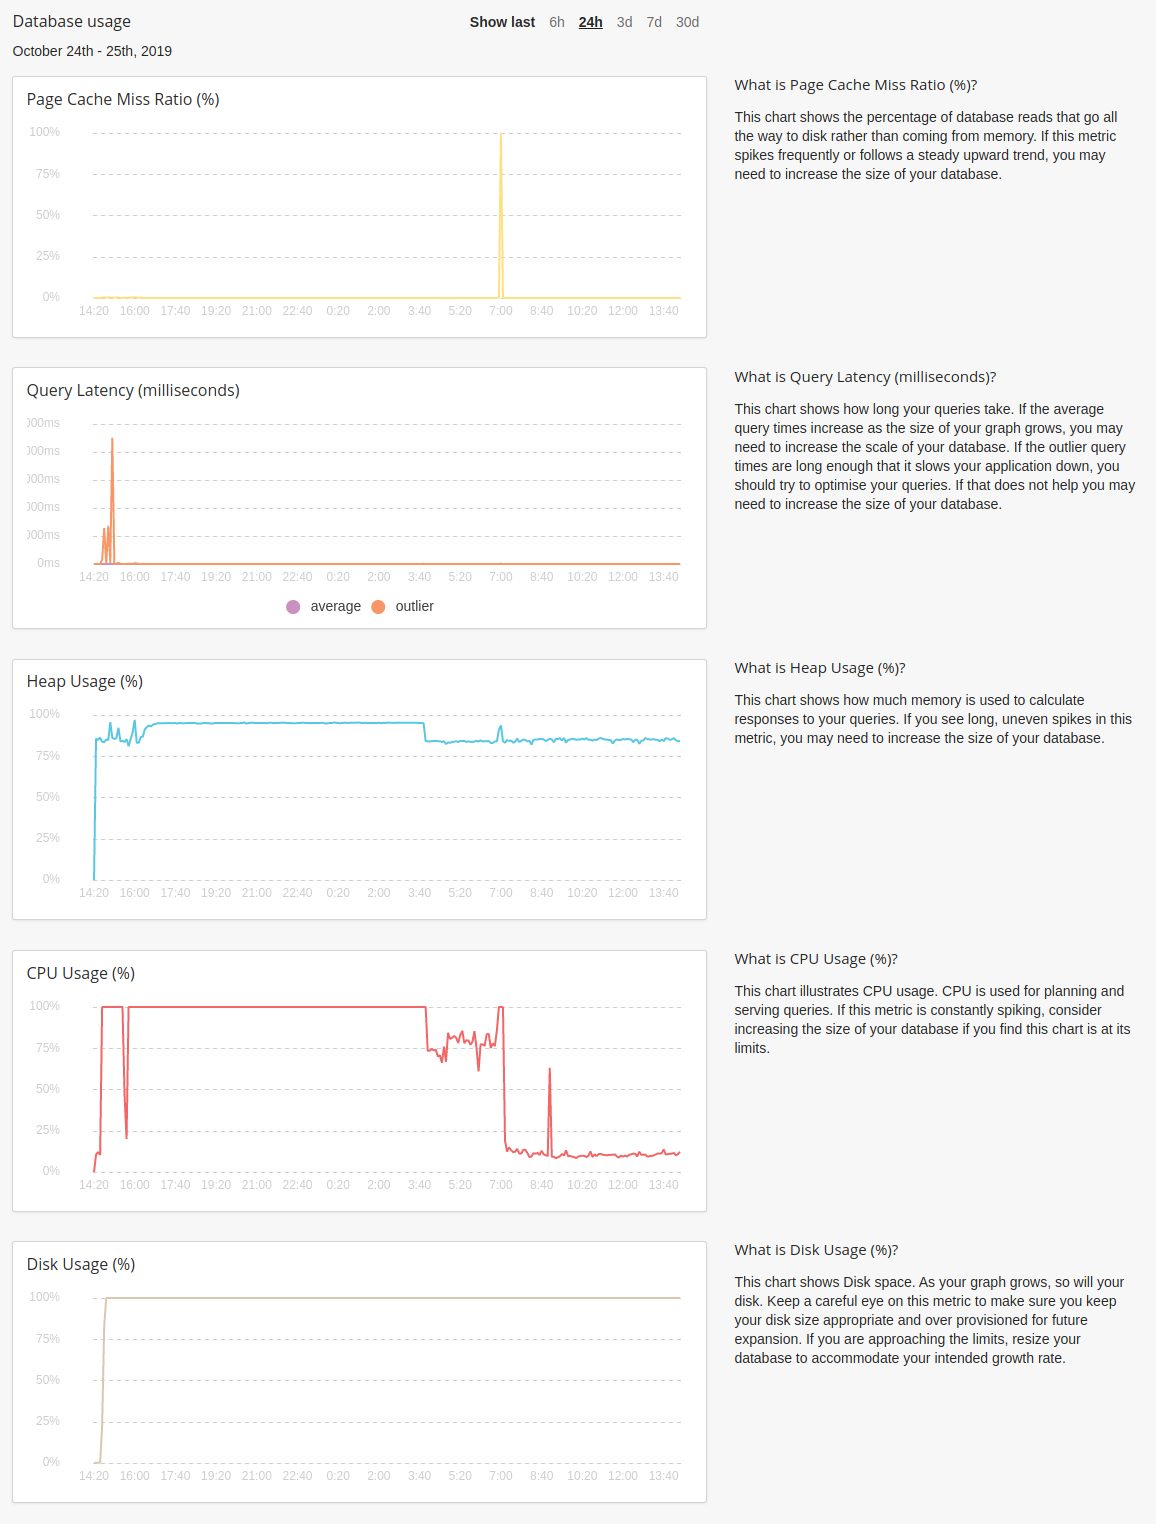 Database usage
Show last 6h 24h 3d 7d 30d
October 24th - 25th, 2019
Page Cache Miss Ratio (%)
100%
75%
50%
25%
0%
14:20 16:00 17:40 19:20 21:00 22:40 0:20 2:00 3:40 5:20 7:00 8:40 10:20 12:00 13:40
What is Page Cache Miss Ratio (%)?
This chart shows the percentage of database reads that go all
the way to disk rather than coming from memory. If this metric
spikes frequently or follows a steady upward trend, you may
need to increase the size of your database.
Query Latency (milliseconds)
000ms
000ms
000ms
000ms
000ms
0ms
14:20 16:00 17:40 19:20 21:00 22:40 0:20 2:00 3:40 5:20 7:00 8:40 10:20 12:00 13:40
average outlier
What is Query Latency (milliseconds)?
This chart shows how long your queries take. If the average
query times increase as the size of your graph grows, you may
need to increase the scale of your database. If the outlier query
times are long enough that it slows your application down, you
should try to optimise your queries. If that does not help you may
need to increase the size of your database.
Heap Usage (%)
100%
75%
50%
25%
0%
14:20 16:00 17:40 19:20 21:00 22:40 0:20 2:00 3:40 5:20 7:00 8:40 10:20 12:00 13:40
What is Heap Usage (%)?
This chart shows how much memory is used to calculate
responses to your queries. If you see long, uneven spikes in this
metric, you may need to increase the size of your database.
CPU Usage (%)
100%
75%
50%
25%
0%
14:20 16:00 17:40 19:20 21:00 22:40 0:20 2:00 3:40 5:20 7:00 8:40 10:20 12:00 13:40
What is CPU Usage (%)?
This chart illustrates CPU usage. CPU is used for planning and
serving queries. If this metric is constantly spiking, consider
increasing the size of your database if you find this chart is at its
limits.
Disk Usage (%)
100%
75%
50%
25%
0%
14:20 16:00 17:40 19:20 21:00 22:40 0:20 2:00 3:40 5:20 7:00 8:40 10:20 12:00 13:40
What is Disk Usage (%)?
This chart shows Disk space. As your graph grows, so will your
disk. Keep a careful eye on this metric to make sure you keep
your disk size appropriate and over provisioned for future
expansion. If you are approaching the limits, resize your
database to accommodate your intended growth rate.